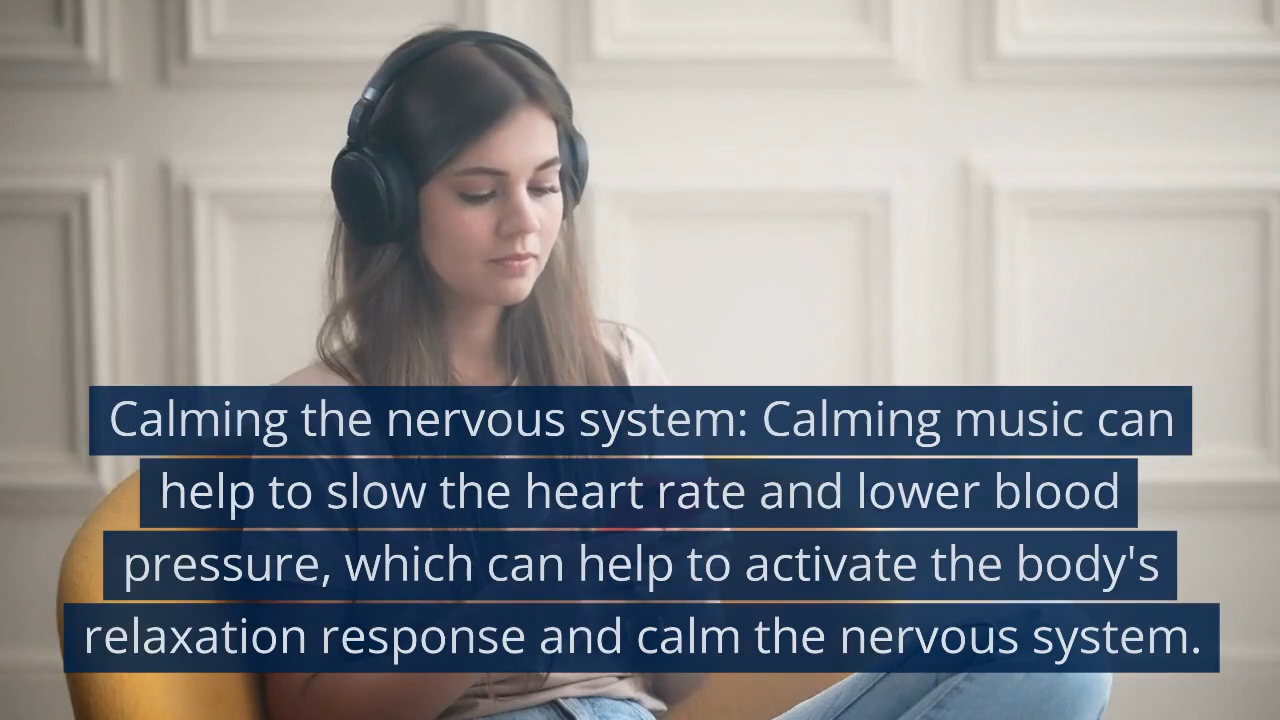 Calming the nervous system: Calming music can
help to slow the heart rate and lower blood
pressure, which can help to activate the body's
relaxation response and calm the nervous system.